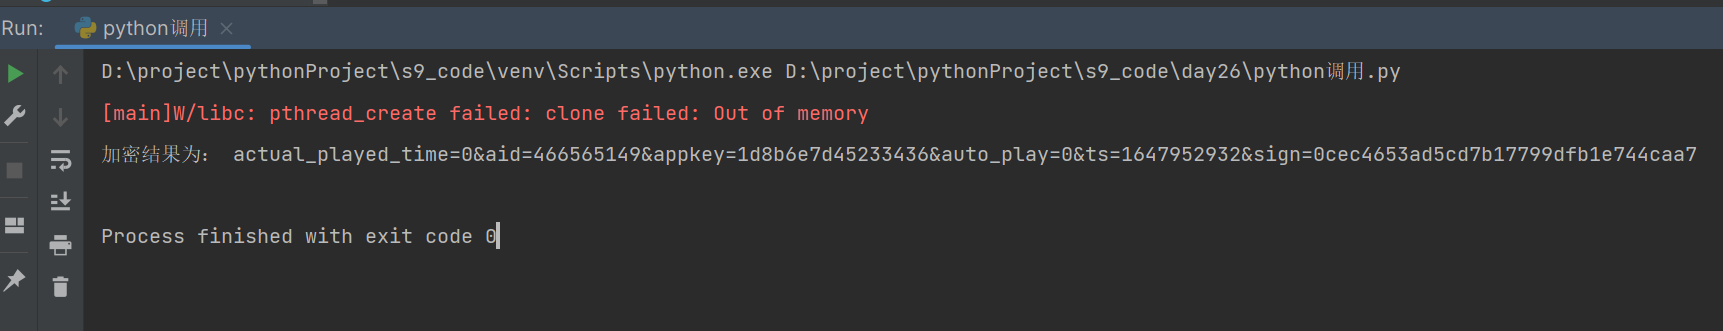 Run: python调用
D:\project\pythonProject\s9_code\venv\Scripts\python.exe D:\project\pythonProject\s9_code\day26\python调用.py
[main]W/libc: pthread_create failed: clone failed: Out of memory
加密结果为： actual_played_time=0&aid=466565149&appkey=1d8b6e7d45233436&auto_play=0&ts=1647952932&sign=0cec4653ad5cd7b17799dfb1e744caa7
Process finished with exit code 0